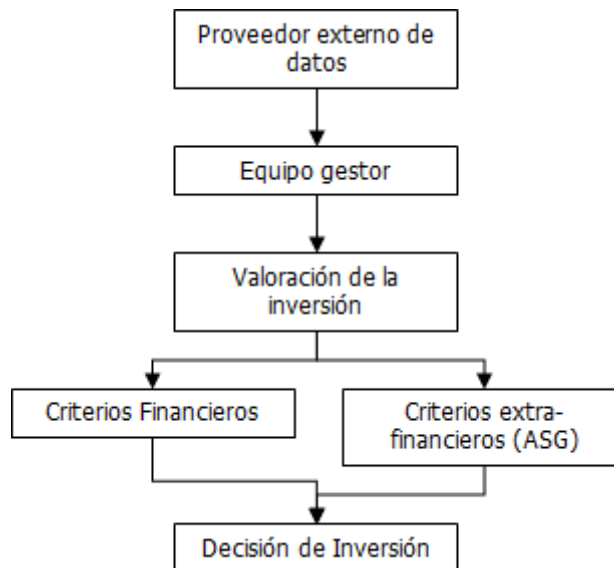 Proveedor externo de
datos
Equipo gestor
Valoración de la
inversión
Criterios Financieros
Criterios extra-
financieros (ASG)
Decisión de Inversión